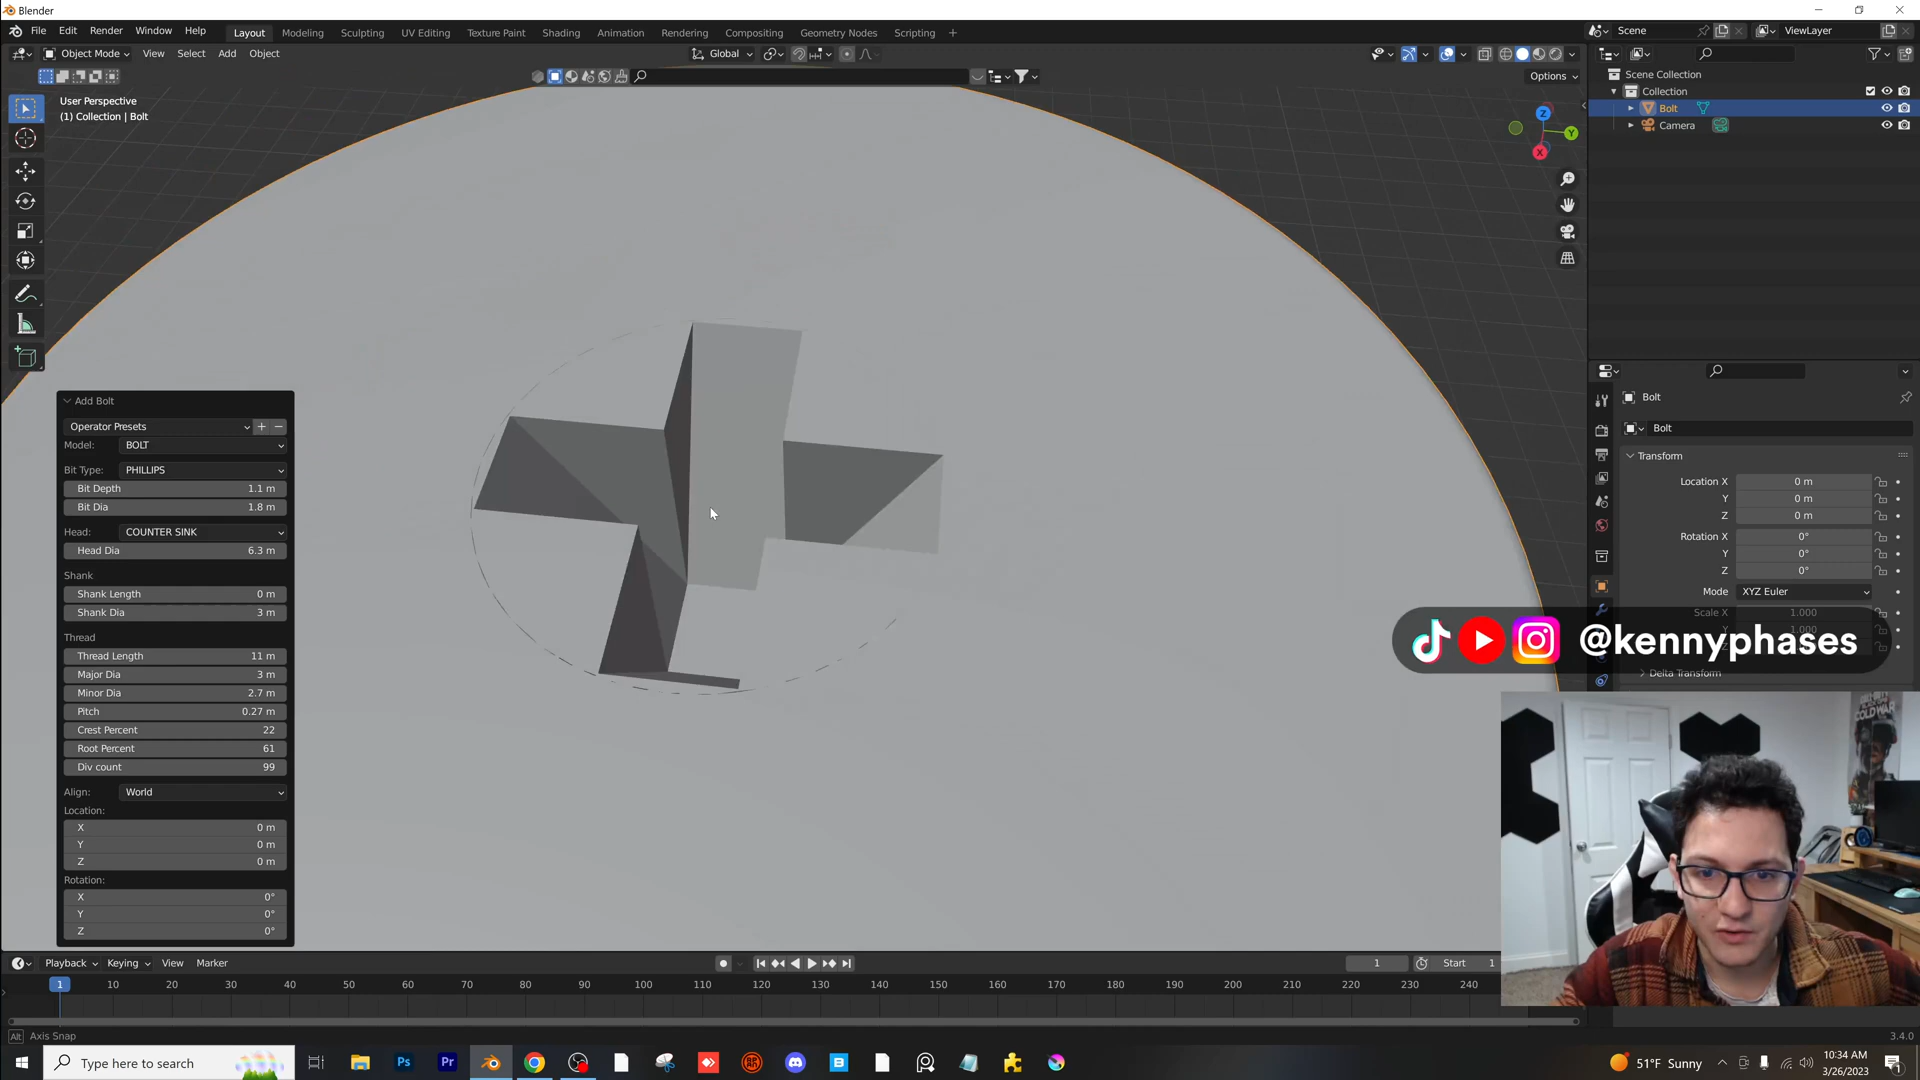 Blender
File Edit Render Window Help Layout Modeling Sculpting UV Editing Texture Paint Shading Animation Rendering Compositing Geometry Nodes Scripting + Scene ViewLayer
Object Mode View Select Add Object Global
Options
User Perspective
(1) Collection | Bolt
Z
Y
X
Scene Collection
Collection
Bolt
Camera
Add Bolt
Operator Presets
Model: BOLT
Bit Type: PHILLIPS
Bit Depth 1.1 m
Bit Dia 1.8 m
Head: COUNTER SINK
Head Dia 6.3 m
Shank
Shank Length 0 m
Shank Dia 3 m
Thread
Thread Length 11 m
Major Dia 3 m
Minor Dia 2.7 m
Pitch 0.27 m
Crest Percent 22
Root Percent 61
Div count 99
Align: World
Location:
X 0 m
Y 0 m
Z 0 m
Rotation:
X 0°
Y 0°
Z 0°
Bolt
Bolt
Transform
Location X 0 m
Y 0 m
Z 0 m
Rotation X 0°
Y 0°
Z 0°
Mode XYZ Euler
Scale X 1.000
1.000
Delta Transform
@kennyphases
COLD WAR
Playback Keying View Marker
1 Start 1
1 10 20 30 40 50 60 70 80 90 100 110 120 130 140 150 160 170 180 190 200 210 220 230 240
Alt Axis Snap
3.4.0
Type here to search
Ps
Pr
51°F Sunny
10:34 AM
3/26/2023
1